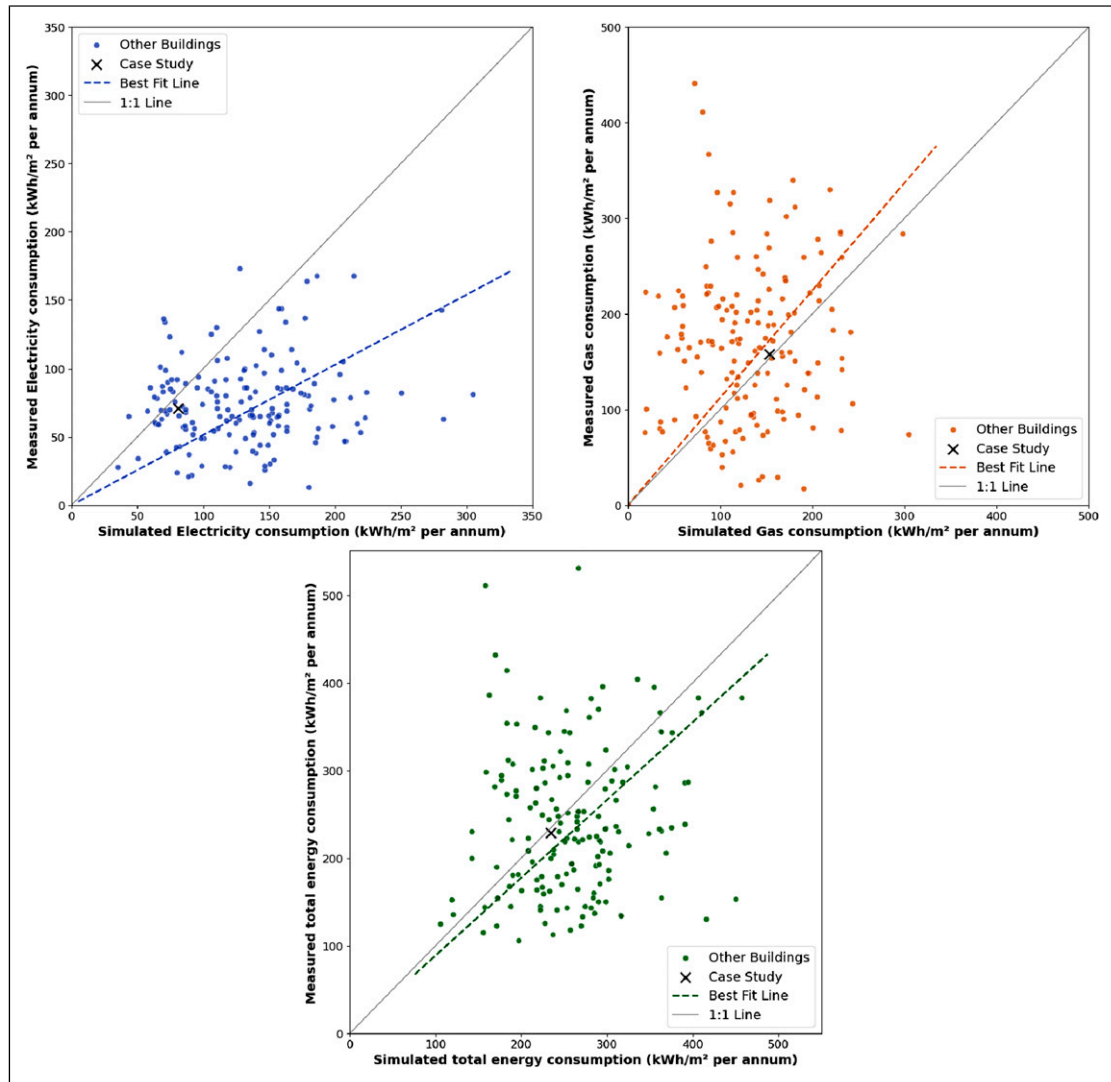 Other Buildings
Case Study
Best Fit Line
1:1 Line
Measured Electricity consumption (kWh/m² per annum)
350
300
250
200
150
100
50
0
0 50 100 150 200 250 300 350
Simulated Electricity consumption (kWh/m² per annum)
Measured Gas consumption (kWh/m² per annum)
500
400
300
200
100
0
Other Buildings
Case Study
Best Fit Line
1:1 Line
0 100 200 300 400 500
Simulated Gas consumption (kWh/m² per annum)
Measured total energy consumption (kWh/m² per annum)
500
400
300
200
100
0
Other Buildings
Case Study
Best Fit Line
1:1 Line
0 100 200 300 400 500
Simulated total energy consumption (kWh/m² per annum)